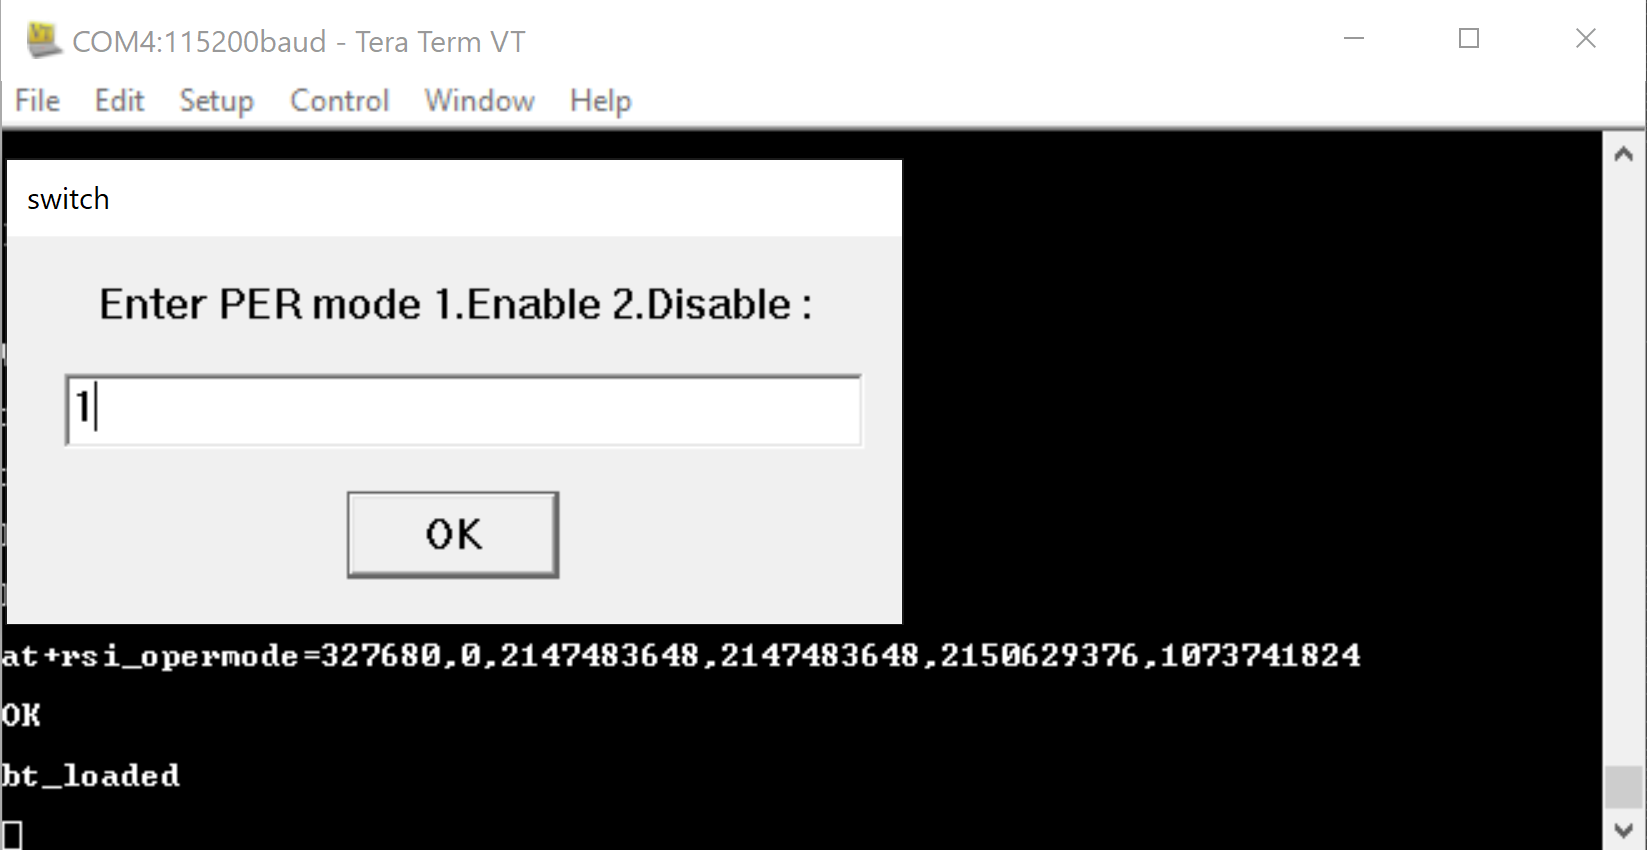 COM4:115200baud - Tera Term VT
File Edit Setup Control Window Help
switch
Enter PER mode 1.Enable 2.Disable :
1
OK
at+rsi_opermode=327680,0,2147483648,2147483648,2150629376,1073741824
OK
bt_loaded